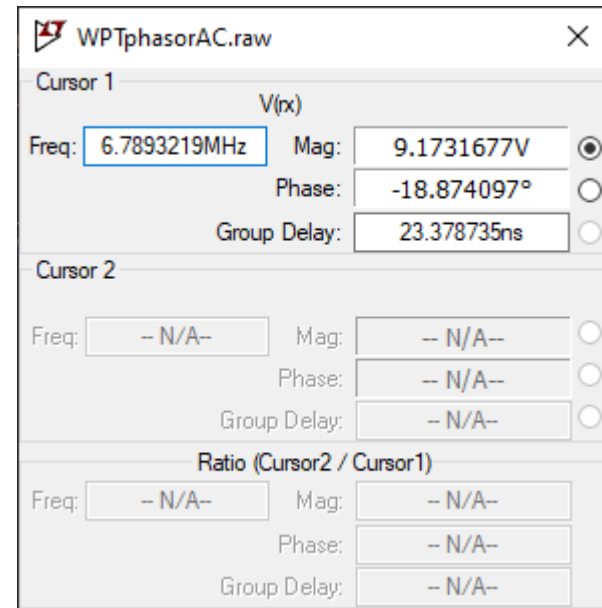 WPTphasorAC.raw
Cursor 1
V(rx)
Freq: 6.7893219MHz Mag: 9.1731677V
Phase: -18.874097°
Group Delay: 23.378735ns
Cursor 2
Freq: -- N/A-- Mag: -- N/A--
Phase: -- N/A--
Group Delay: -- N/A--
Ratio (Cursor2 / Cursor1)
Freq: -- N/A-- Mag: -- N/A--
Phase: -- N/A--
Group Delay: -- N/A--